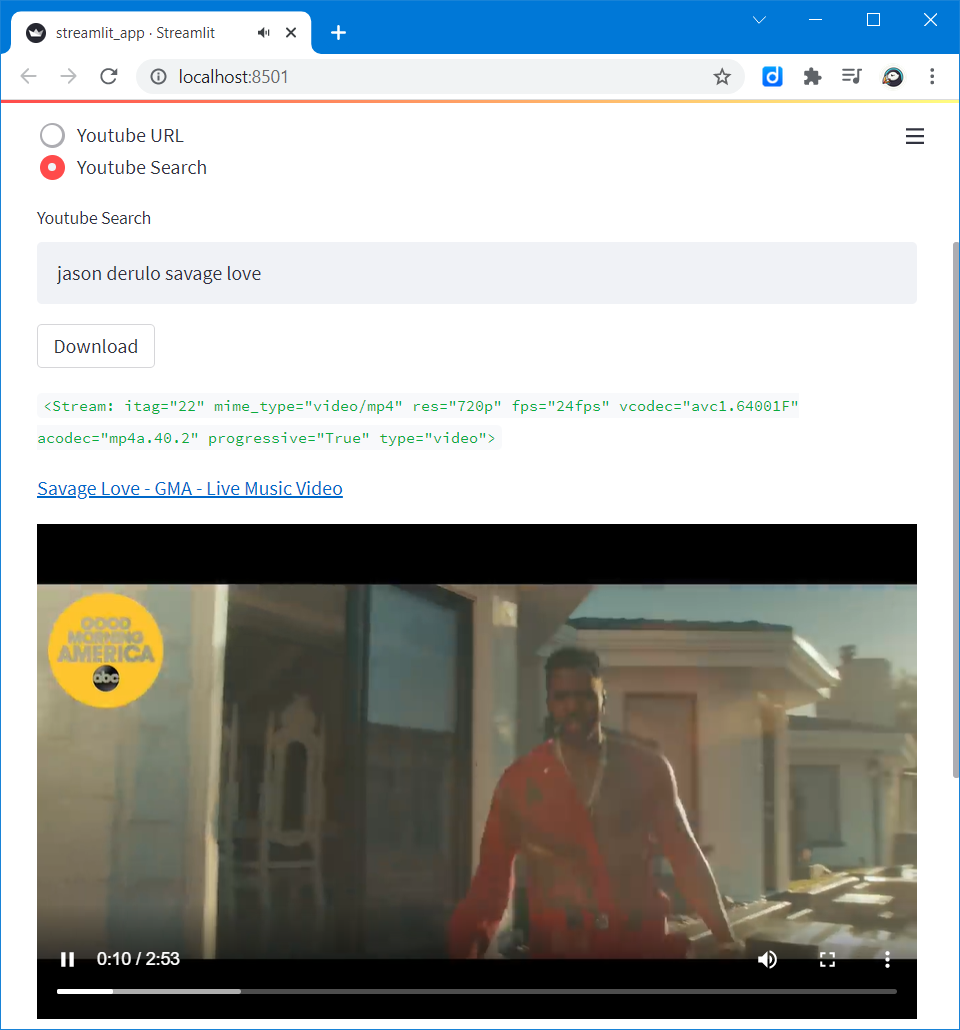 streamlit_app · Streamlit
localhost:8501
Youtube URL
Youtube Search
Youtube Search
jason derulo savage love
Download
<Stream: itag="22" mime_type="video/mp4" res="720p" fps="24fps" vcodec="avc1.64001F"
acodec="mp4a.40.2" progressive="True" type="video">
Savage Love - GMA - Live Music Video
GOOD
MORNING
AMERICA
abc
0:10 / 2:53